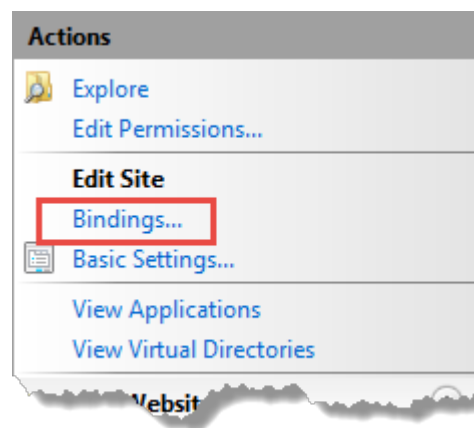 Actions
Explore
Edit Permissions...
Edit Site
Bindings...
Basic Settings...
View Applications
View Virtual Directories